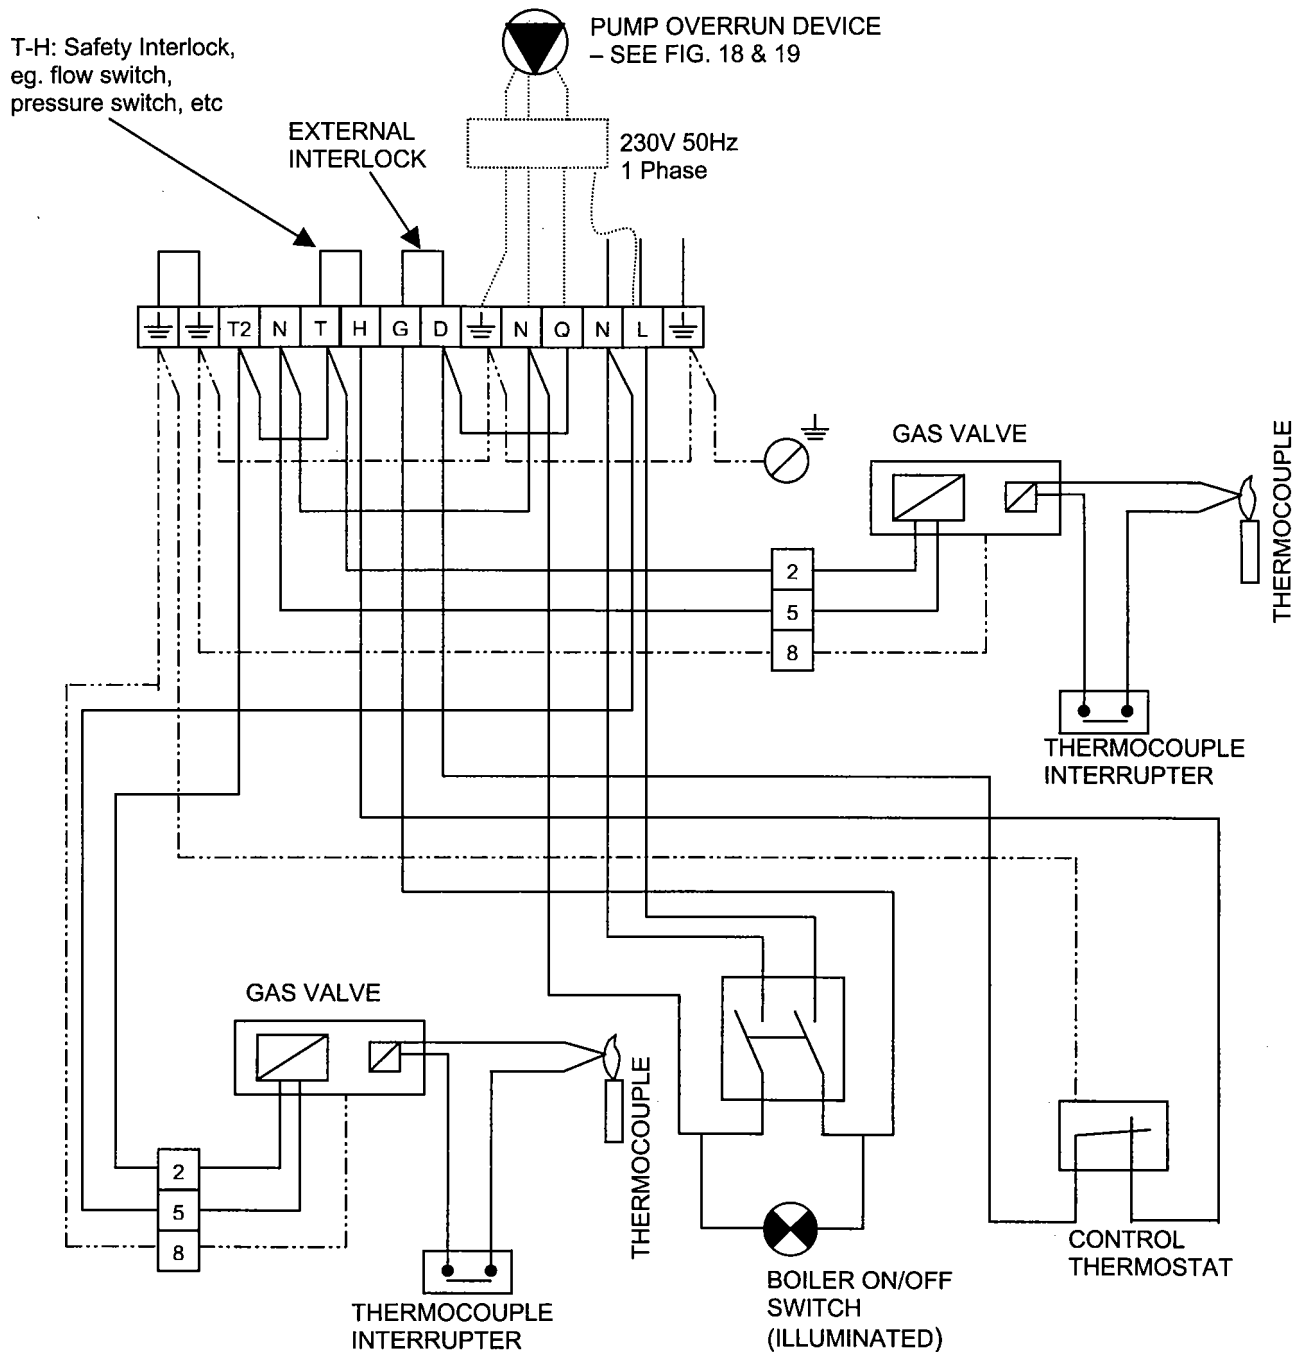 PUMP OVERRUN DEVICE
– SEE FIG. 18 & 19
T-H: Safety Interlock,
eg. flow switch,
pressure switch, etc
EXTERNAL
INTERLOCK
230V 50Hz
1 Phase
T2 N T H G D N Q N L
GAS VALVE
THERMOCOUPLE
2
5
8
THERMOCOUPLE
INTERRUPTER
GAS VALVE
THERMOCOUPLE
2
5
8
THERMOCOUPLE
INTERRUPTER
BOILER ON/OFF
SWITCH
(ILLUMINATED)
CONTROL
THERMOSTAT